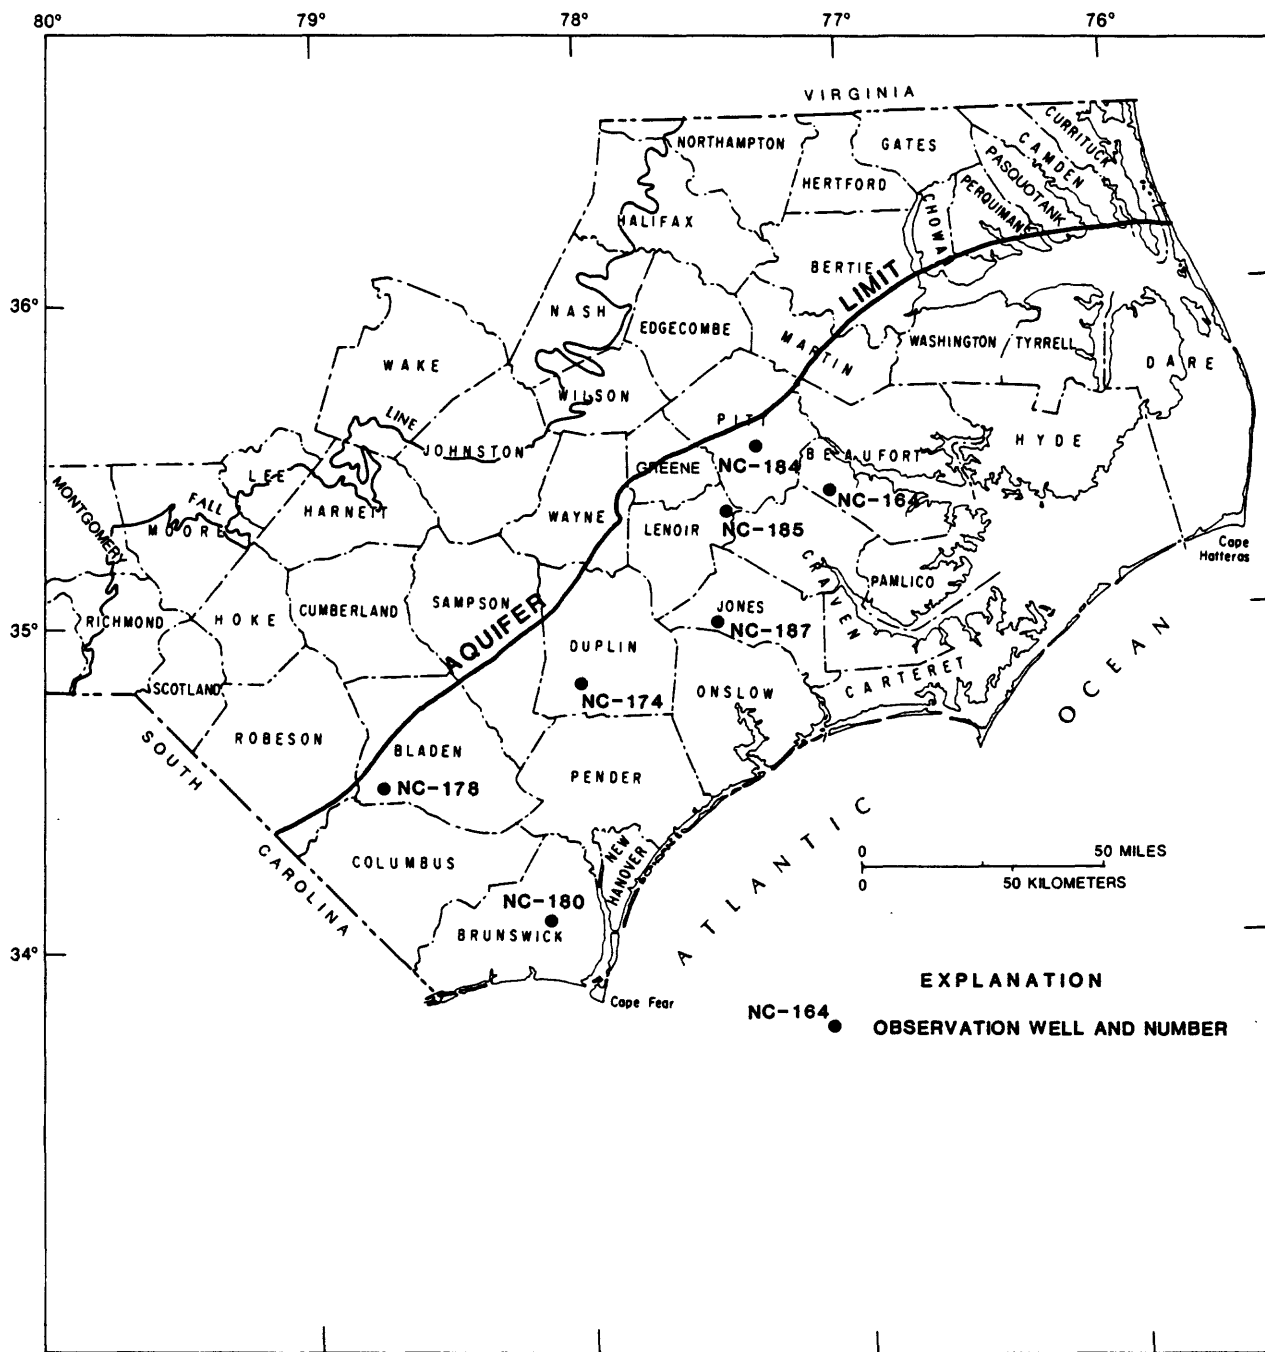 80° 79° 78° 77° 76°
VIRGINIA
NORTHAMPTON
GATES
CURRITUCK
CAMDEN
PASQUOTANK
PERQUIMANS
HERTFORD
CHOWAN
HALIFAX
BERTIE
LIMIT
36°
NASH
EDGECOMBE
MARTIN
WASHINGTON
TYRRELL
DARE
WAKE
WILSON
LINE
PITT
HYDE
JOHNSTON
BEAUFORT
LEE
GREENE
NC-184
MONTGOMERY
FALL
HARNETT
NC-164
MOORE
WAYNE
LENOIR
NC-185
Cape
Hatteras
CRAVEN
PAMLICO
35°
RICHMOND
HOKE
CUMBERLAND
SAMPSON
AQUIFER
JONES
NC-187
DUPLIN
SCOTLAND
NC-174
ONSLOW
CARTERET
ATLANTIC OCEAN
ROBESON
SOUTH CAROLINA
BLADEN
PENDER
NC-178
COLUMBUS
NEW
HANOVER
0 50 MILES
0 50 KILOMETERS
NC-180
BRUNSWICK
34°
Cape Fear
EXPLANATION
NC-164
OBSERVATION WELL AND NUMBER